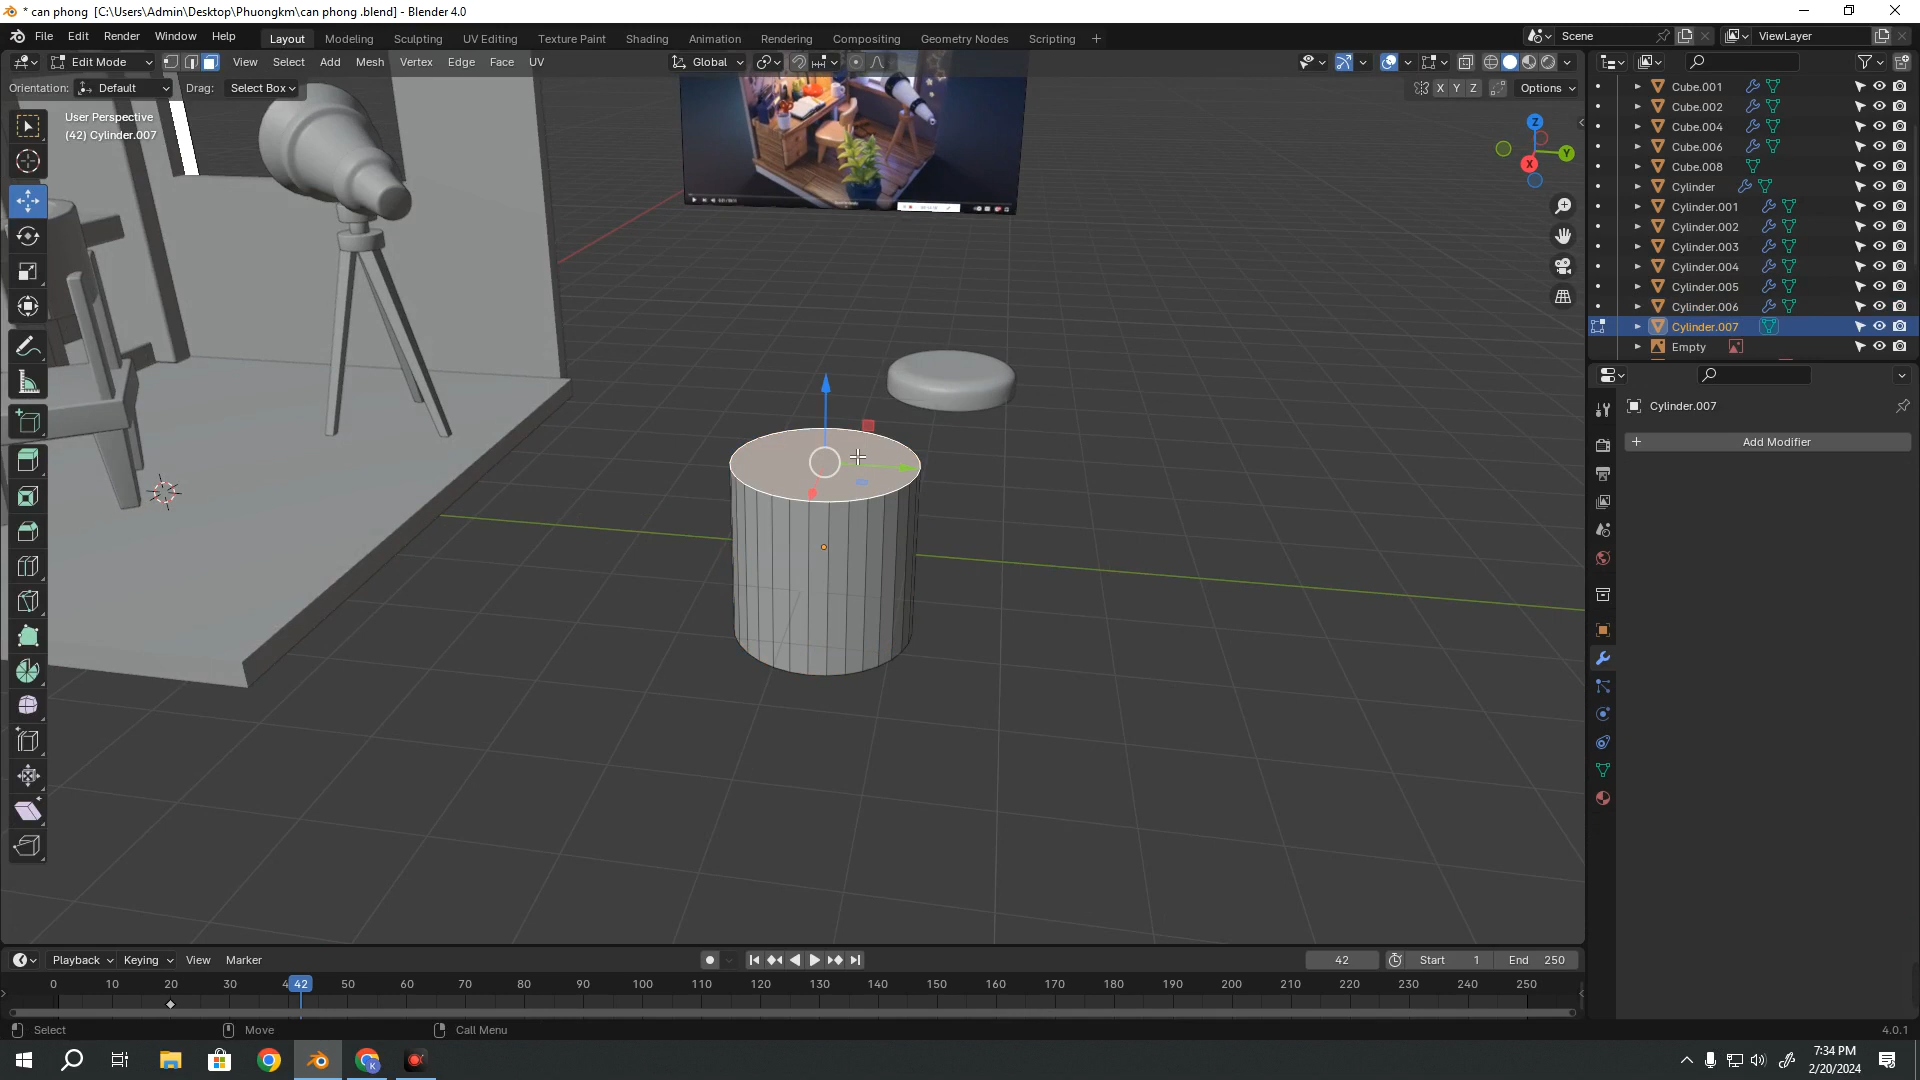 * can phong  [C:\Users\Admin\Desktop\Phuongkm\can phong .blend] - Blender 4.0
File Edit Render Window Help Layout Modeling Sculpting UV Editing Texture Paint Shading Animation Rendering Compositing Geometry Nodes Scripting + Scene ViewLayer
Edit Mode View Select Add Mesh Vertex Edge Face UV Global
Orientation: Default Drag: Select Box X Y Z Options
User Perspective
(42) Cylinder.007
Z
Y
X
Cube.001
Cube.002
Cube.004
Cube.006
Cube.008
Cylinder
Cylinder.001
Cylinder.002
Cylinder.003
Cylinder.004
Cylinder.005
Cylinder.006
Cylinder.007
Empty
Cylinder.007
+ Add Modifier
Playback Keying View Marker 42 Start 1 End 250
0 10 20 30 4 42 50 60 70 80 90 100 110 120 130 140 150 160 170 180 190 200 210 220 230 240 250
Select Move Call Menu 4.0.1
K
7:34 PM
2/20/2024